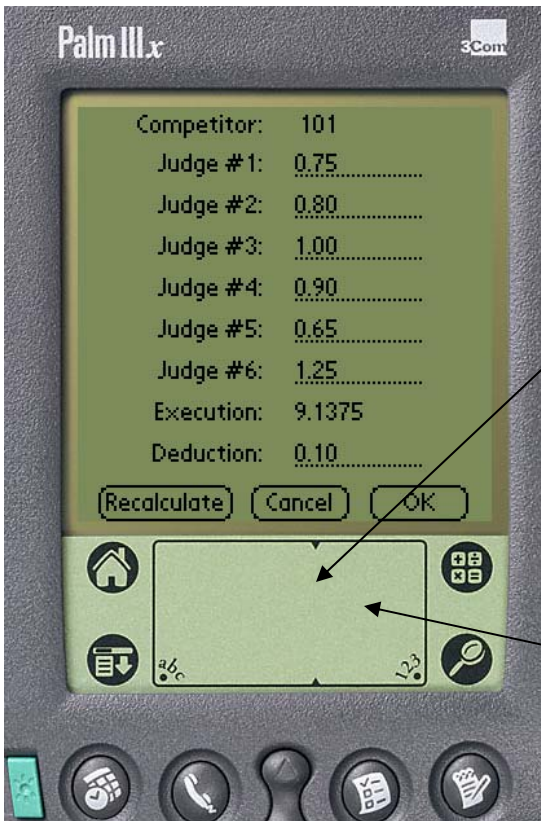 Palm IIIx 3Com
Competitor: 101
Judge #1: 0.75
Judge #2: 0.80
Judge #3: 1.00
Judge #4: 0.90
Judge #5: 0.65
Judge #6: 1.25
Execution: 9.1375
Deduction: 0.10
Recalculate Cancel OK
abc 123